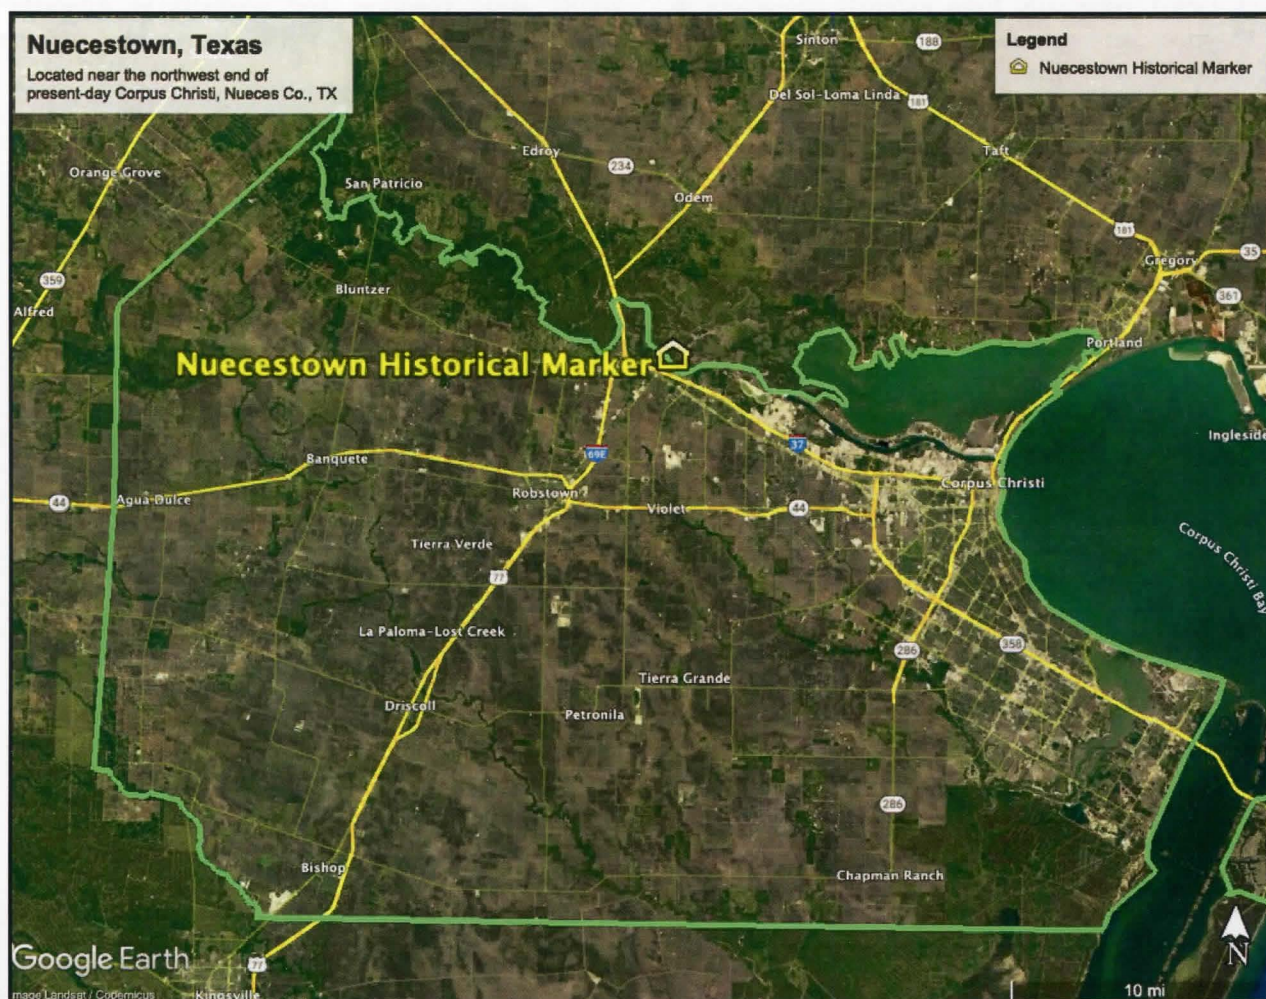 Nuecestown, Texas
Located near the northwest end of
present-day Corpus Christi, Nueces Co., TX
Legend
Nuecestown Historical Marker
Sinton
188
Del Sol-Loma Linda
181
Edroy
234
Taft
Orange Grove
San Patricio
Odem
181
Gregory
35
359
Bluntzer
361
Alfred
Portland
Nuecestown Historical Marker
Ingleside
37
I69E
Banquete
Corpus Christi
Robstown
44
Agua Dulce
Violet
44
Corpus Christi Bay
Tierra Verde
77
La Paloma-Lost Creek
286
358
Tierra Grande
Driscoll
Petronila
286
Bishop
Chapman Ranch
N
Google Earth
77
Image Landsat / Copernicus
Kingsville
10 mi